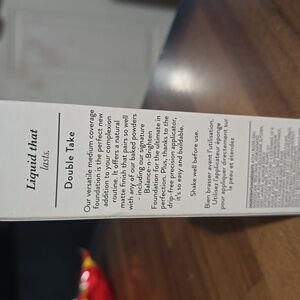 Liquid that
lasts.
Double Take
Our versatile medium coverage
foundation is the perfect new
addition to your complexion
routine. It offers a natural
matte finish that pairs so well
with any of our baked powders
including our signature
Balance-n-Brighten
Foundation for the ultimate in
perfection. Plus, thanks to the
drip-free precision applicator,
it's so easy and buildable.
Shake well before use.
Bien brasser avant l'utilisation.
Utilisez l'applicateur éponge
pour appliquer directement sur
la peau et étendez